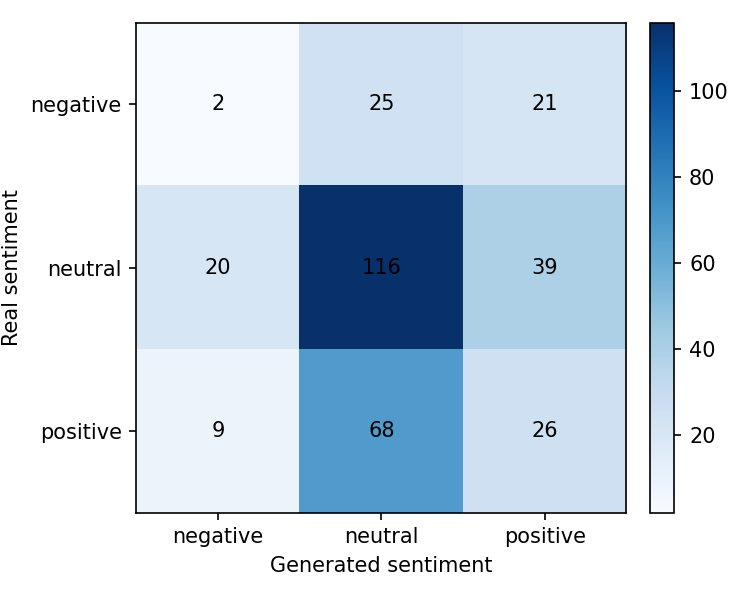 negative 2 25 21
neutral 20 116 39
positive 9 68 26
negative neutral positive
Generated sentiment
Real sentiment
100
80
60
40
20